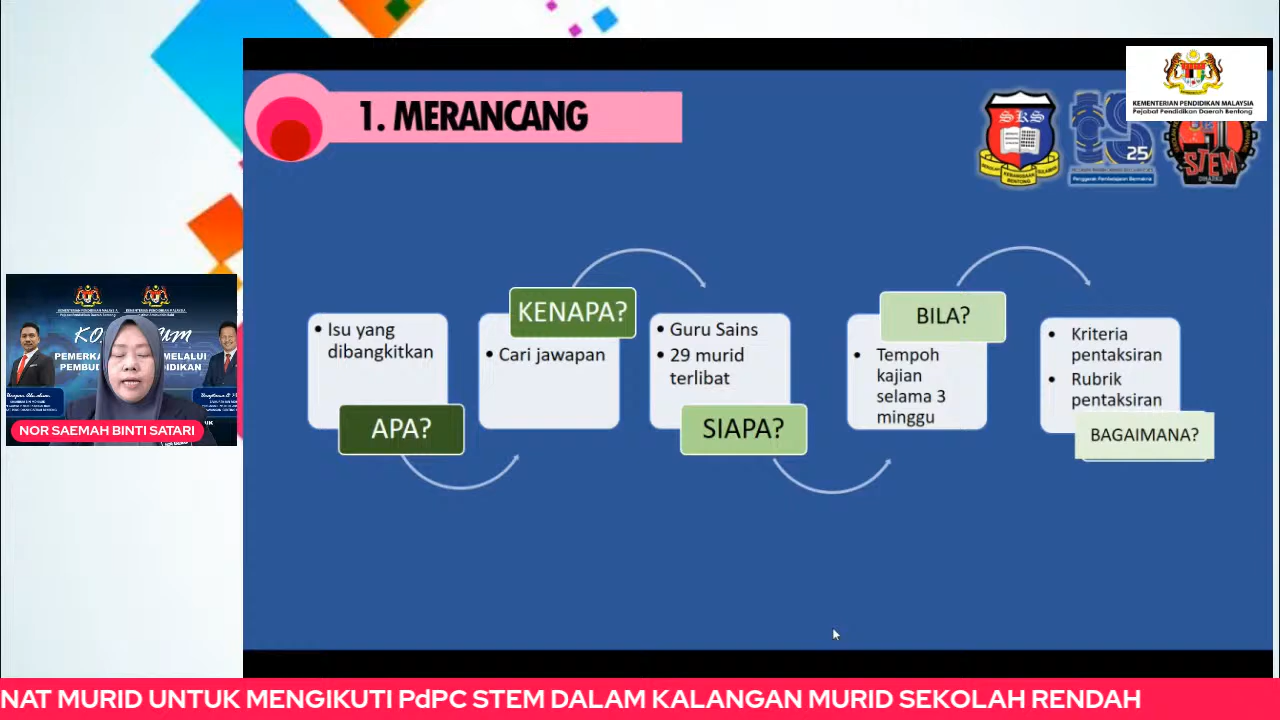 1. MERANCANG
KEMENTERIAN PENDIDIKAN MALAYSIA
Pejabat Pendidikan Daerah Bentong
SKS
25
STEM
KENAPA?
BILA?
• Isu yang
dibangkitkan
• Cari jawapan
• Guru Sains
• 29 murid
terlibat
• Tempoh
kajian
selama 3
minggu
• Kriteria
pentaksiran
• Rubrik
pentaksiran
APA?
SIAPA?
BAGAIMANA?
NOR SAEMAH BINTI SATARI
NAT MURID UNTUK MENGIKUTI PdPC STEM DALAM KALANGAN MURID SEKOLAH RENDAH